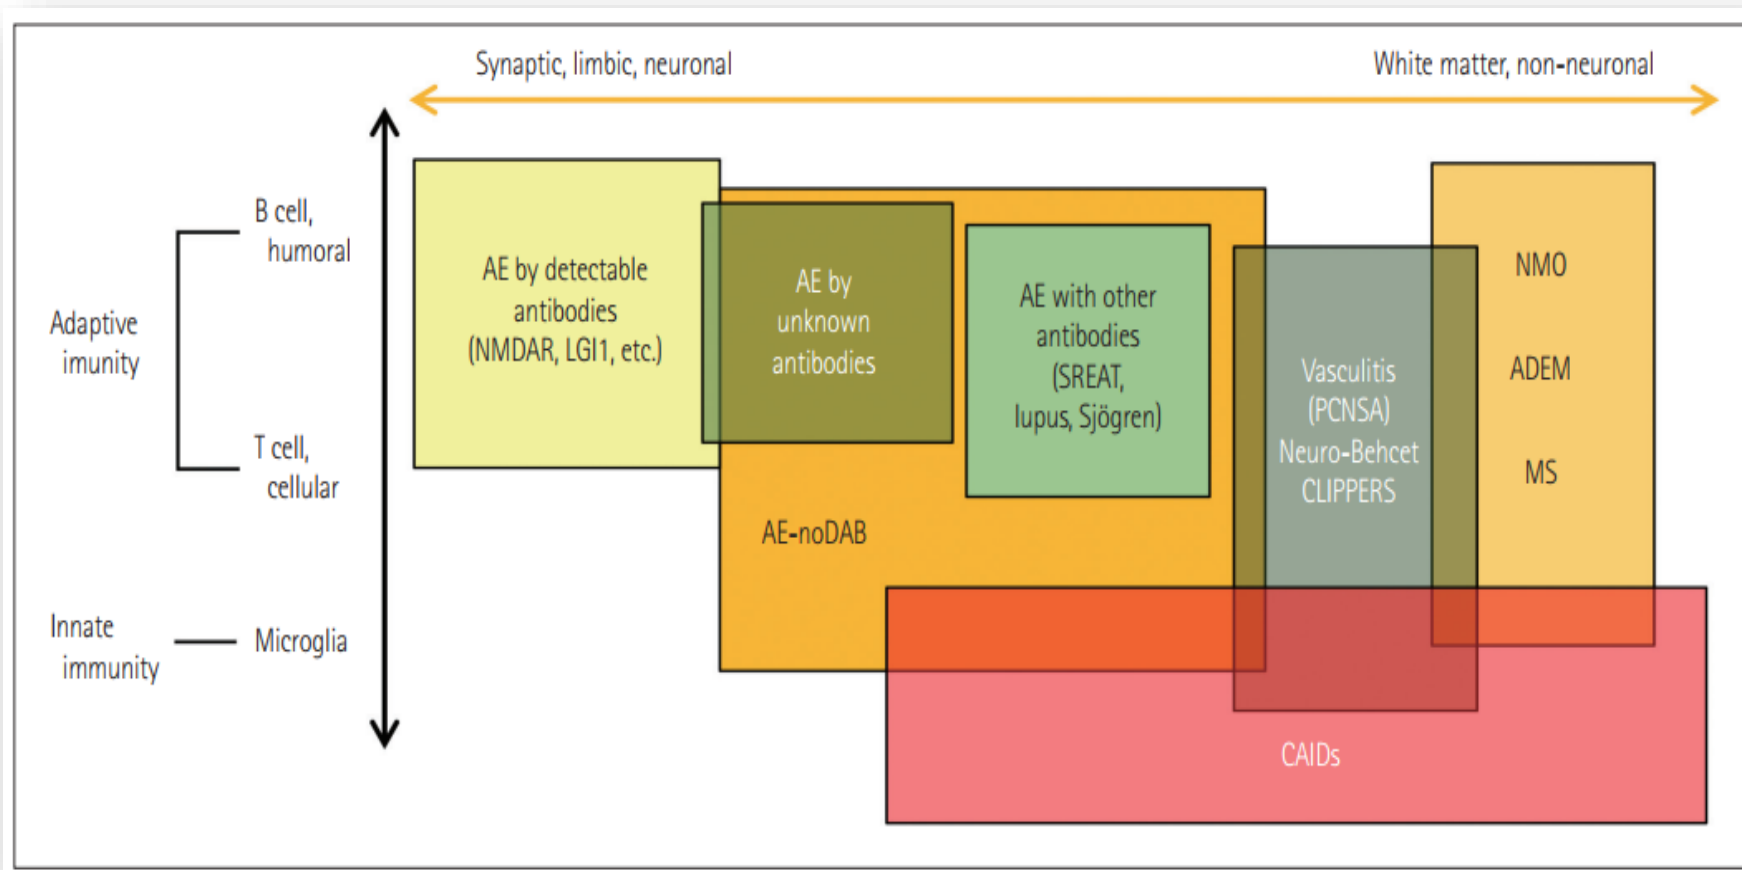 Synaptic, limbic, neuronal
White matter, non-neuronal
B cell,
humoral
Adaptive
imunity
T cell,
cellular
Innate
immunity
Microglia
AE by detectable
antibodies
(NMDAR, LGI1, etc.)
AE by
unknown
antibodies
AE with other
antibodies
(SREAT,
lupus, Sjögren)
AE-noDAB
Vasculitis
(PCNSA)
Neuro-Behcet
CLIPPERS
NMO
ADEM
MS
CAIDs